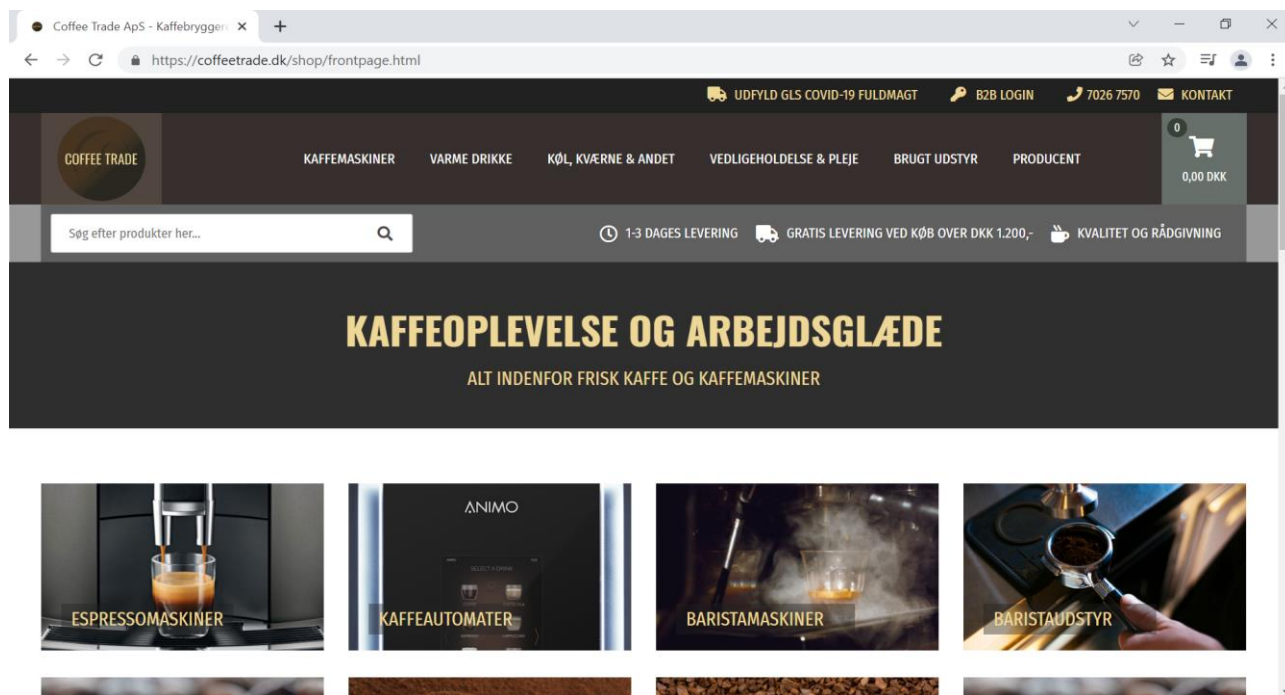 Coffee Trade ApS - Kaffebrygger
https://coffeetrade.dk/shop/frontpage.html
UDFYLD GLS COVID-19 FULDMAGT B2B LOGIN 7026 7570 KONTAKT
COFFEE TRADE KAFFEMASKINER VARME DRIKKE KØL, KVÆRNE & ANDET VEDLIGEHOLDELSE & PLEJE BRUGT UDSTYR PRODUCENT 0
0,00 DKK
Søg efter produkter her... 1-3 DAGES LEVERING GRATIS LEVERING VED KØB OVER DKK 1.200,- KVALITET OG RÅDGIVNING
KAFFEOPLEVELSE OG ARBEJDSGLÆDE
ALT INDENFOR FRISK KAFFE OG KAFFEMASKINER
ANIMO
SELECT A DRINK
ESPRESSOMASKINER KAFFEAUTOMATER BARISTAMASKINER BARISTAUDSTYR